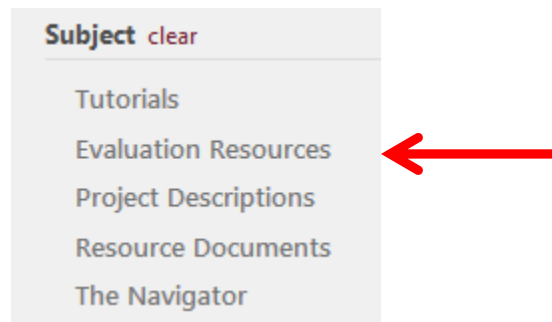 Subject clear
Tutorials
Evaluation Resources
Project Descriptions
Resource Documents
The Navigator